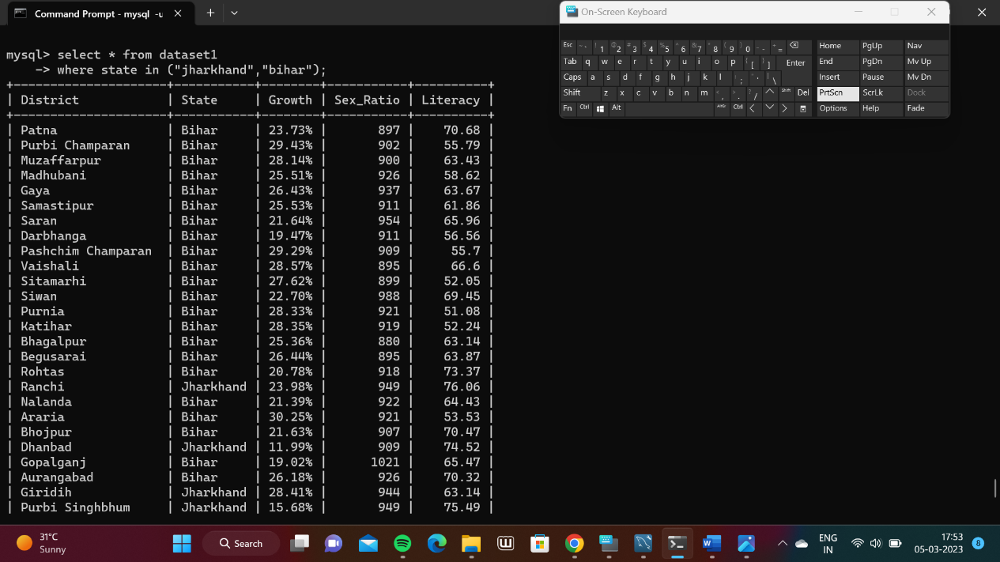 Command Prompt - mysql -u
mysql> select * from dataset1
-> where state in ("jharkhand","bihar");
+----------------------+------------+---------+-----------+----------+
| District | State | Growth | Sex_Ratio | Literacy |
+----------------------+------------+---------+-----------+----------+
| Patna | Bihar | 23.73% | 897 | 70.68 |
| Purbi Champaran | Bihar | 29.43% | 902 | 55.79 |
| Muzaffarpur | Bihar | 28.14% | 900 | 63.43 |
| Madhubani | Bihar | 25.51% | 926 | 58.62 |
| Gaya | Bihar | 26.43% | 937 | 63.67 |
| Samastipur | Bihar | 25.53% | 911 | 61.86 |
| Saran | Bihar | 21.64% | 954 | 65.96 |
| Darbhanga | Bihar | 19.47% | 911 | 56.56 |
| Pashchim Champaran | Bihar | 29.29% | 909 | 55.7 |
| Vaishali | Bihar | 28.57% | 895 | 66.6 |
| Sitamarhi | Bihar | 27.62% | 899 | 52.05 |
| Siwan | Bihar | 22.70% | 988 | 69.45 |
| Purnia | Bihar | 28.33% | 921 | 51.08 |
| Katihar | Bihar | 28.35% | 919 | 52.24 |
| Bhagalpur | Bihar | 25.36% | 880 | 63.14 |
| Begusarai | Bihar | 26.44% | 895 | 63.87 |
| Rohtas | Bihar | 20.78% | 918 | 73.37 |
| Ranchi | Jharkhand | 23.98% | 949 | 76.06 |
| Nalanda | Bihar | 21.39% | 922 | 64.43 |
| Araria | Bihar | 30.25% | 921 | 53.53 |
| Bhojpur | Bihar | 21.63% | 907 | 70.47 |
| Dhanbad | Jharkhand | 11.99% | 909 | 74.52 |
| Gopalganj | Bihar | 19.02% | 1021 | 65.47 |
| Aurangabad | Bihar | 26.18% | 926 | 70.32 |
| Giridih | Jharkhand | 28.41% | 944 | 63.14 |
| Purbi Singhbhum | Jharkhand | 15.68% | 949 | 75.49 |
On-Screen Keyboard
Esc 1 2 3 4 5 6 7 8 9 0 - = Home PgUp Nav
Tab q w e r t y u i o p [ ] Enter End PgDn Mv Up
Caps a s d f g h j k l ; ' \ Insert Pause Mv Dn
Shift z x c v b n m , . / Shift Del PrtScn ScrLk Dock
Fn Ctrl Alt AltGr Ctrl Options Help Fade
31°C
Sunny
Search
ENG
IN
17:53
05-03-2023
8